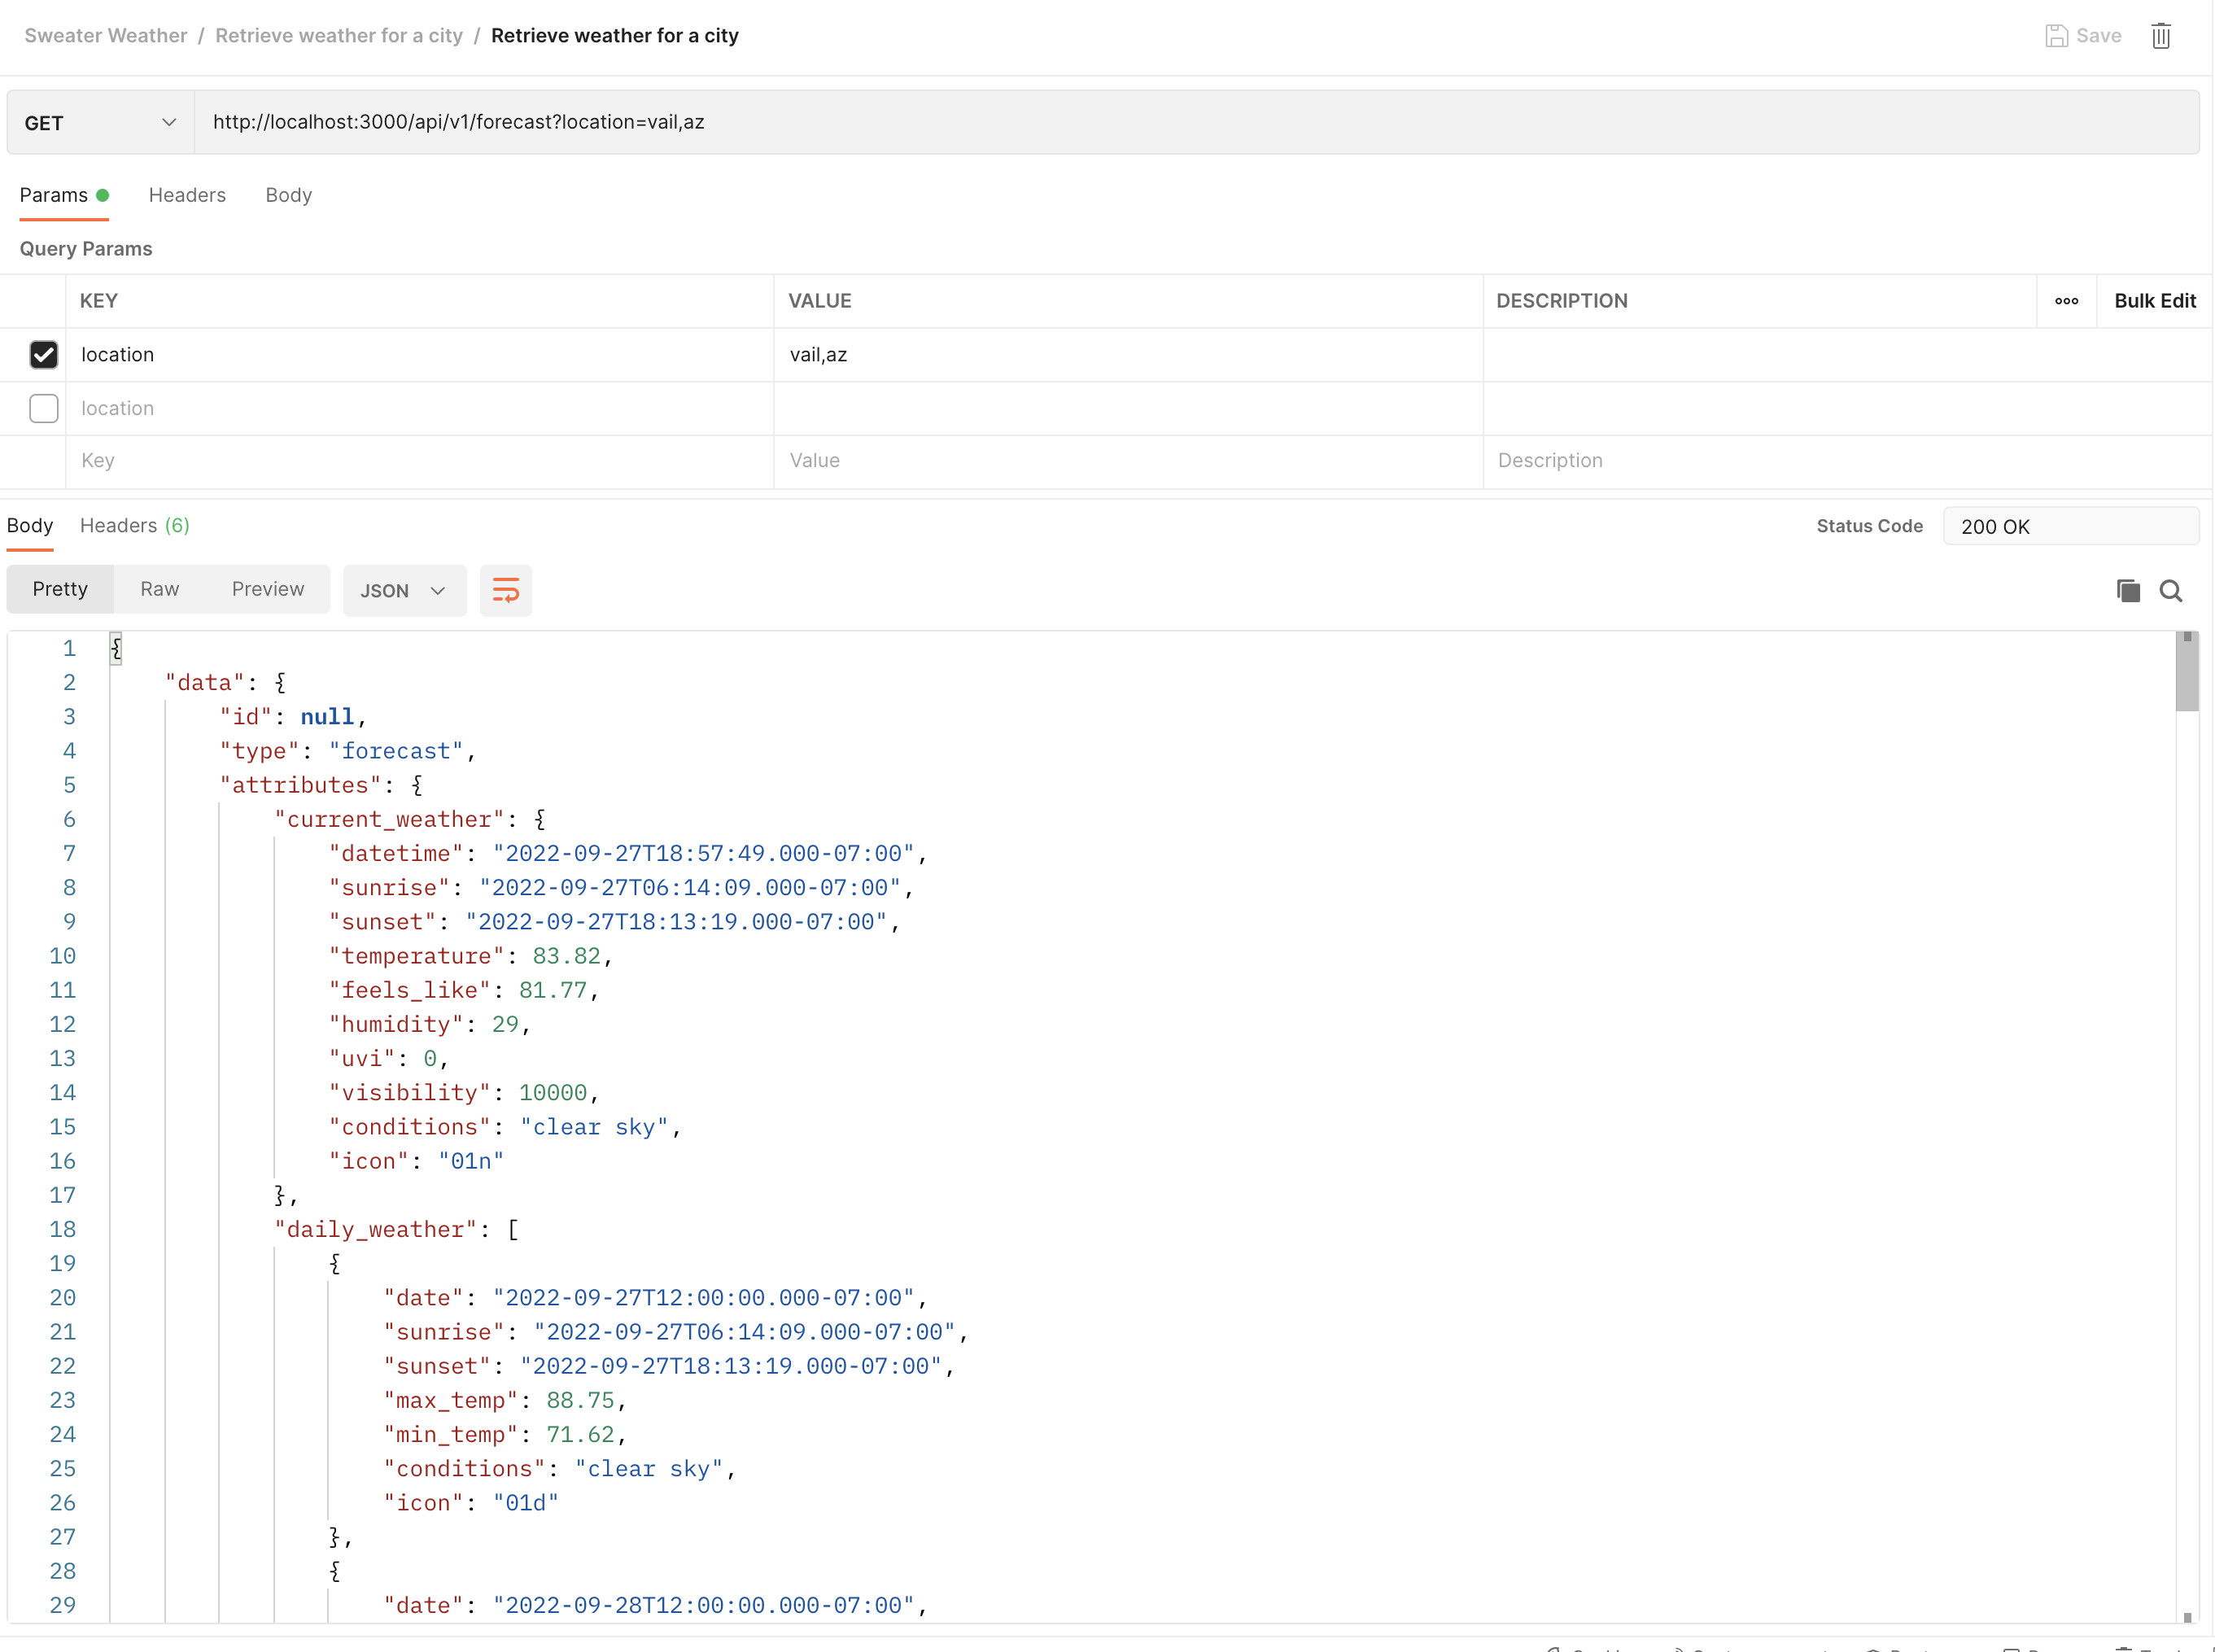 Sweater Weather / Retrieve weather for a city / Retrieve weather for a city Save
GET http://localhost:3000/api/v1/forecast?location=vail,az
Params Headers Body
Query Params
KEY VALUE DESCRIPTION ooo Bulk Edit
location vail,az
location
Key Value Description
Body Headers (6) Status Code 200 OK
Pretty Raw Preview JSON
1 {
2 "data": {
3 "id": null,
4 "type": "forecast",
5 "attributes": {
6 "current_weather": {
7 "datetime": "2022-09-27T18:57:49.000-07:00",
8 "sunrise": "2022-09-27T06:14:09.000-07:00",
9 "sunset": "2022-09-27T18:13:19.000-07:00",
10 "temperature": 83.82,
11 "feels_like": 81.77,
12 "humidity": 29,
13 "uvi": 0,
14 "visibility": 10000,
15 "conditions": "clear sky",
16 "icon": "01n"
17 },
18 "daily_weather": [
19 {
20 "date": "2022-09-27T12:00:00.000-07:00",
21 "sunrise": "2022-09-27T06:14:09.000-07:00",
22 "sunset": "2022-09-27T18:13:19.000-07:00",
23 "max_temp": 88.75,
24 "min_temp": 71.62,
25 "conditions": "clear sky",
26 "icon": "01d"
27 },
28 {
29 "date": "2022-09-28T12:00:00.000-07:00",